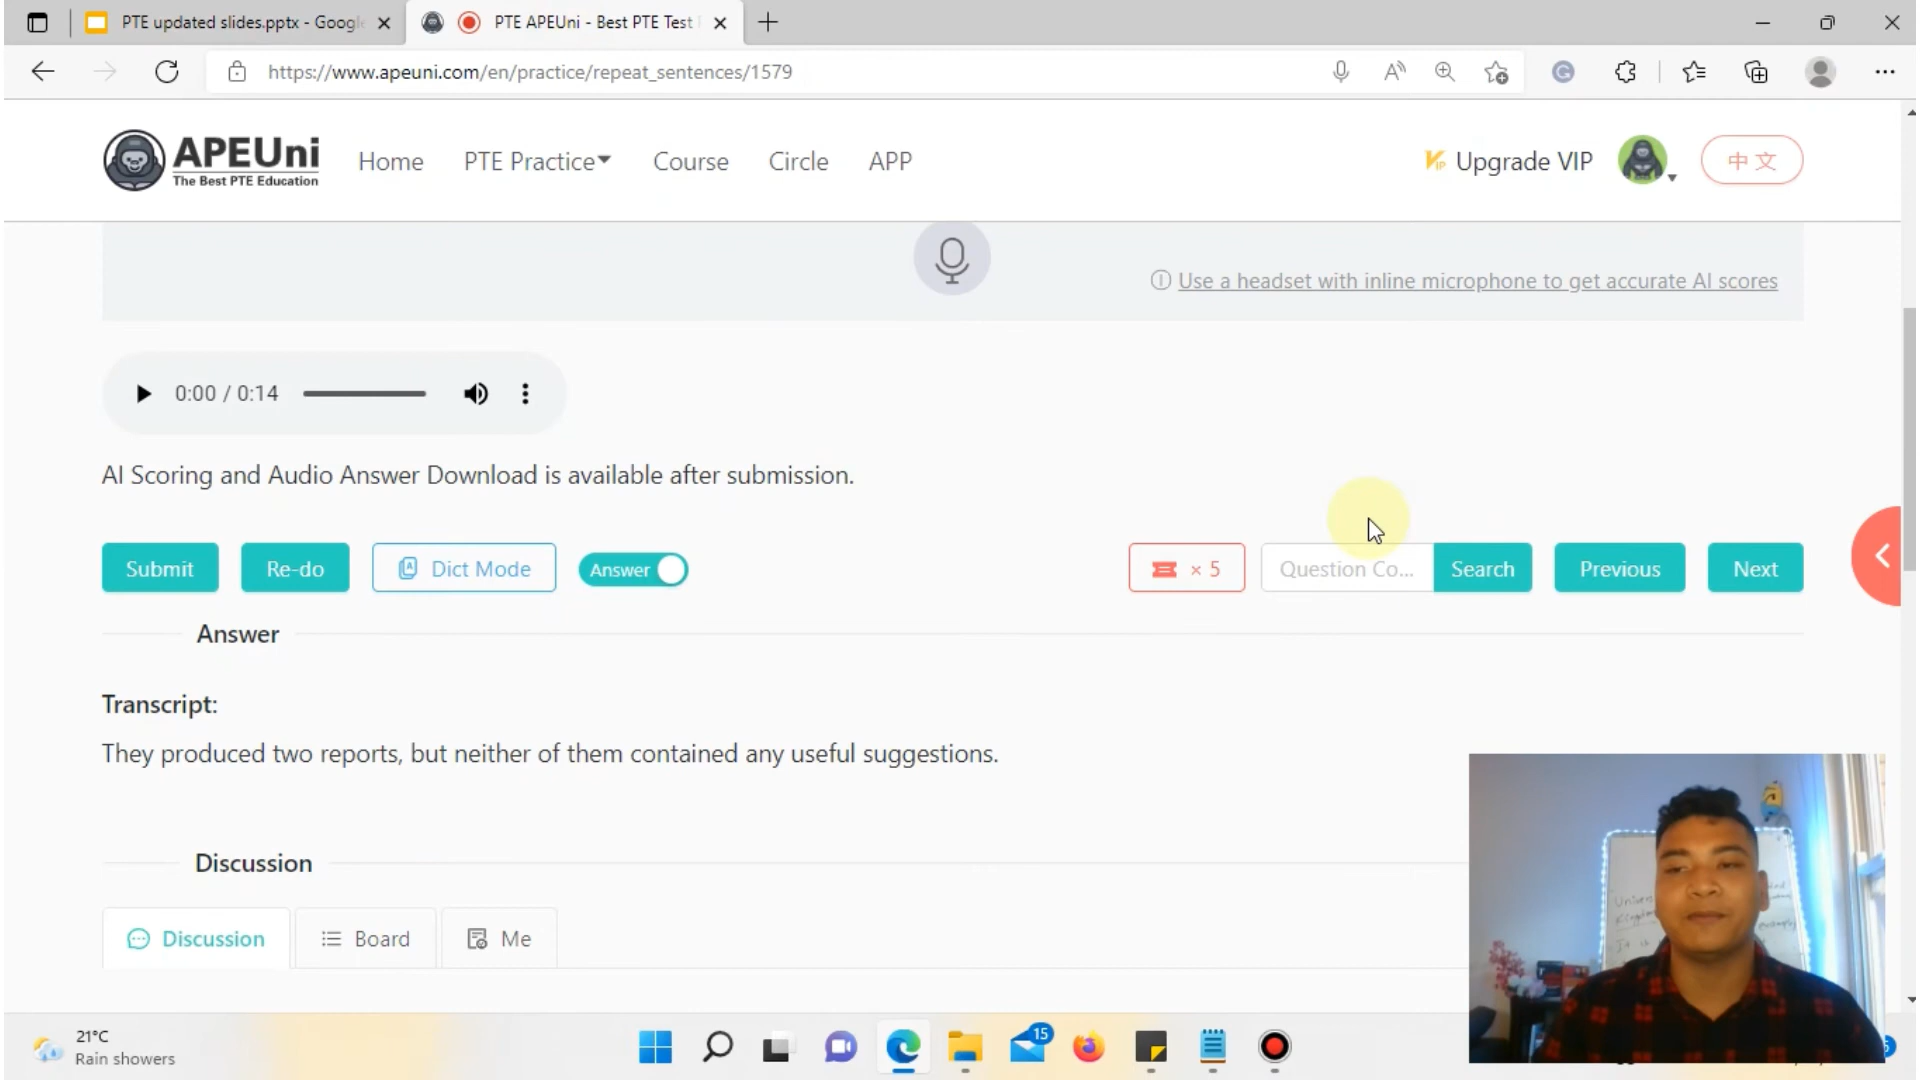 PTE updated slides.pptx - Googl
PTE APEUni - Best PTE Test
https://www.apeuni.com/en/practice/repeat_sentences/1579
APEUni
The Best PTE Education
Home
PTE Practice
Course
Circle
APP
VIP
Upgrade VIP
中文
Use a headset with inline microphone to get accurate AI scores
0:00 / 0:14
AI Scoring and Audio Answer Download is available after submission.
Submit
Re-do
Dict Mode
Answer
× 5
Question Co...
Search
Previous
Next
Answer
Transcript:
They produced two reports, but neither of them contained any useful suggestions.
Discussion
Discussion
Board
Me
21°C
Rain showers
15